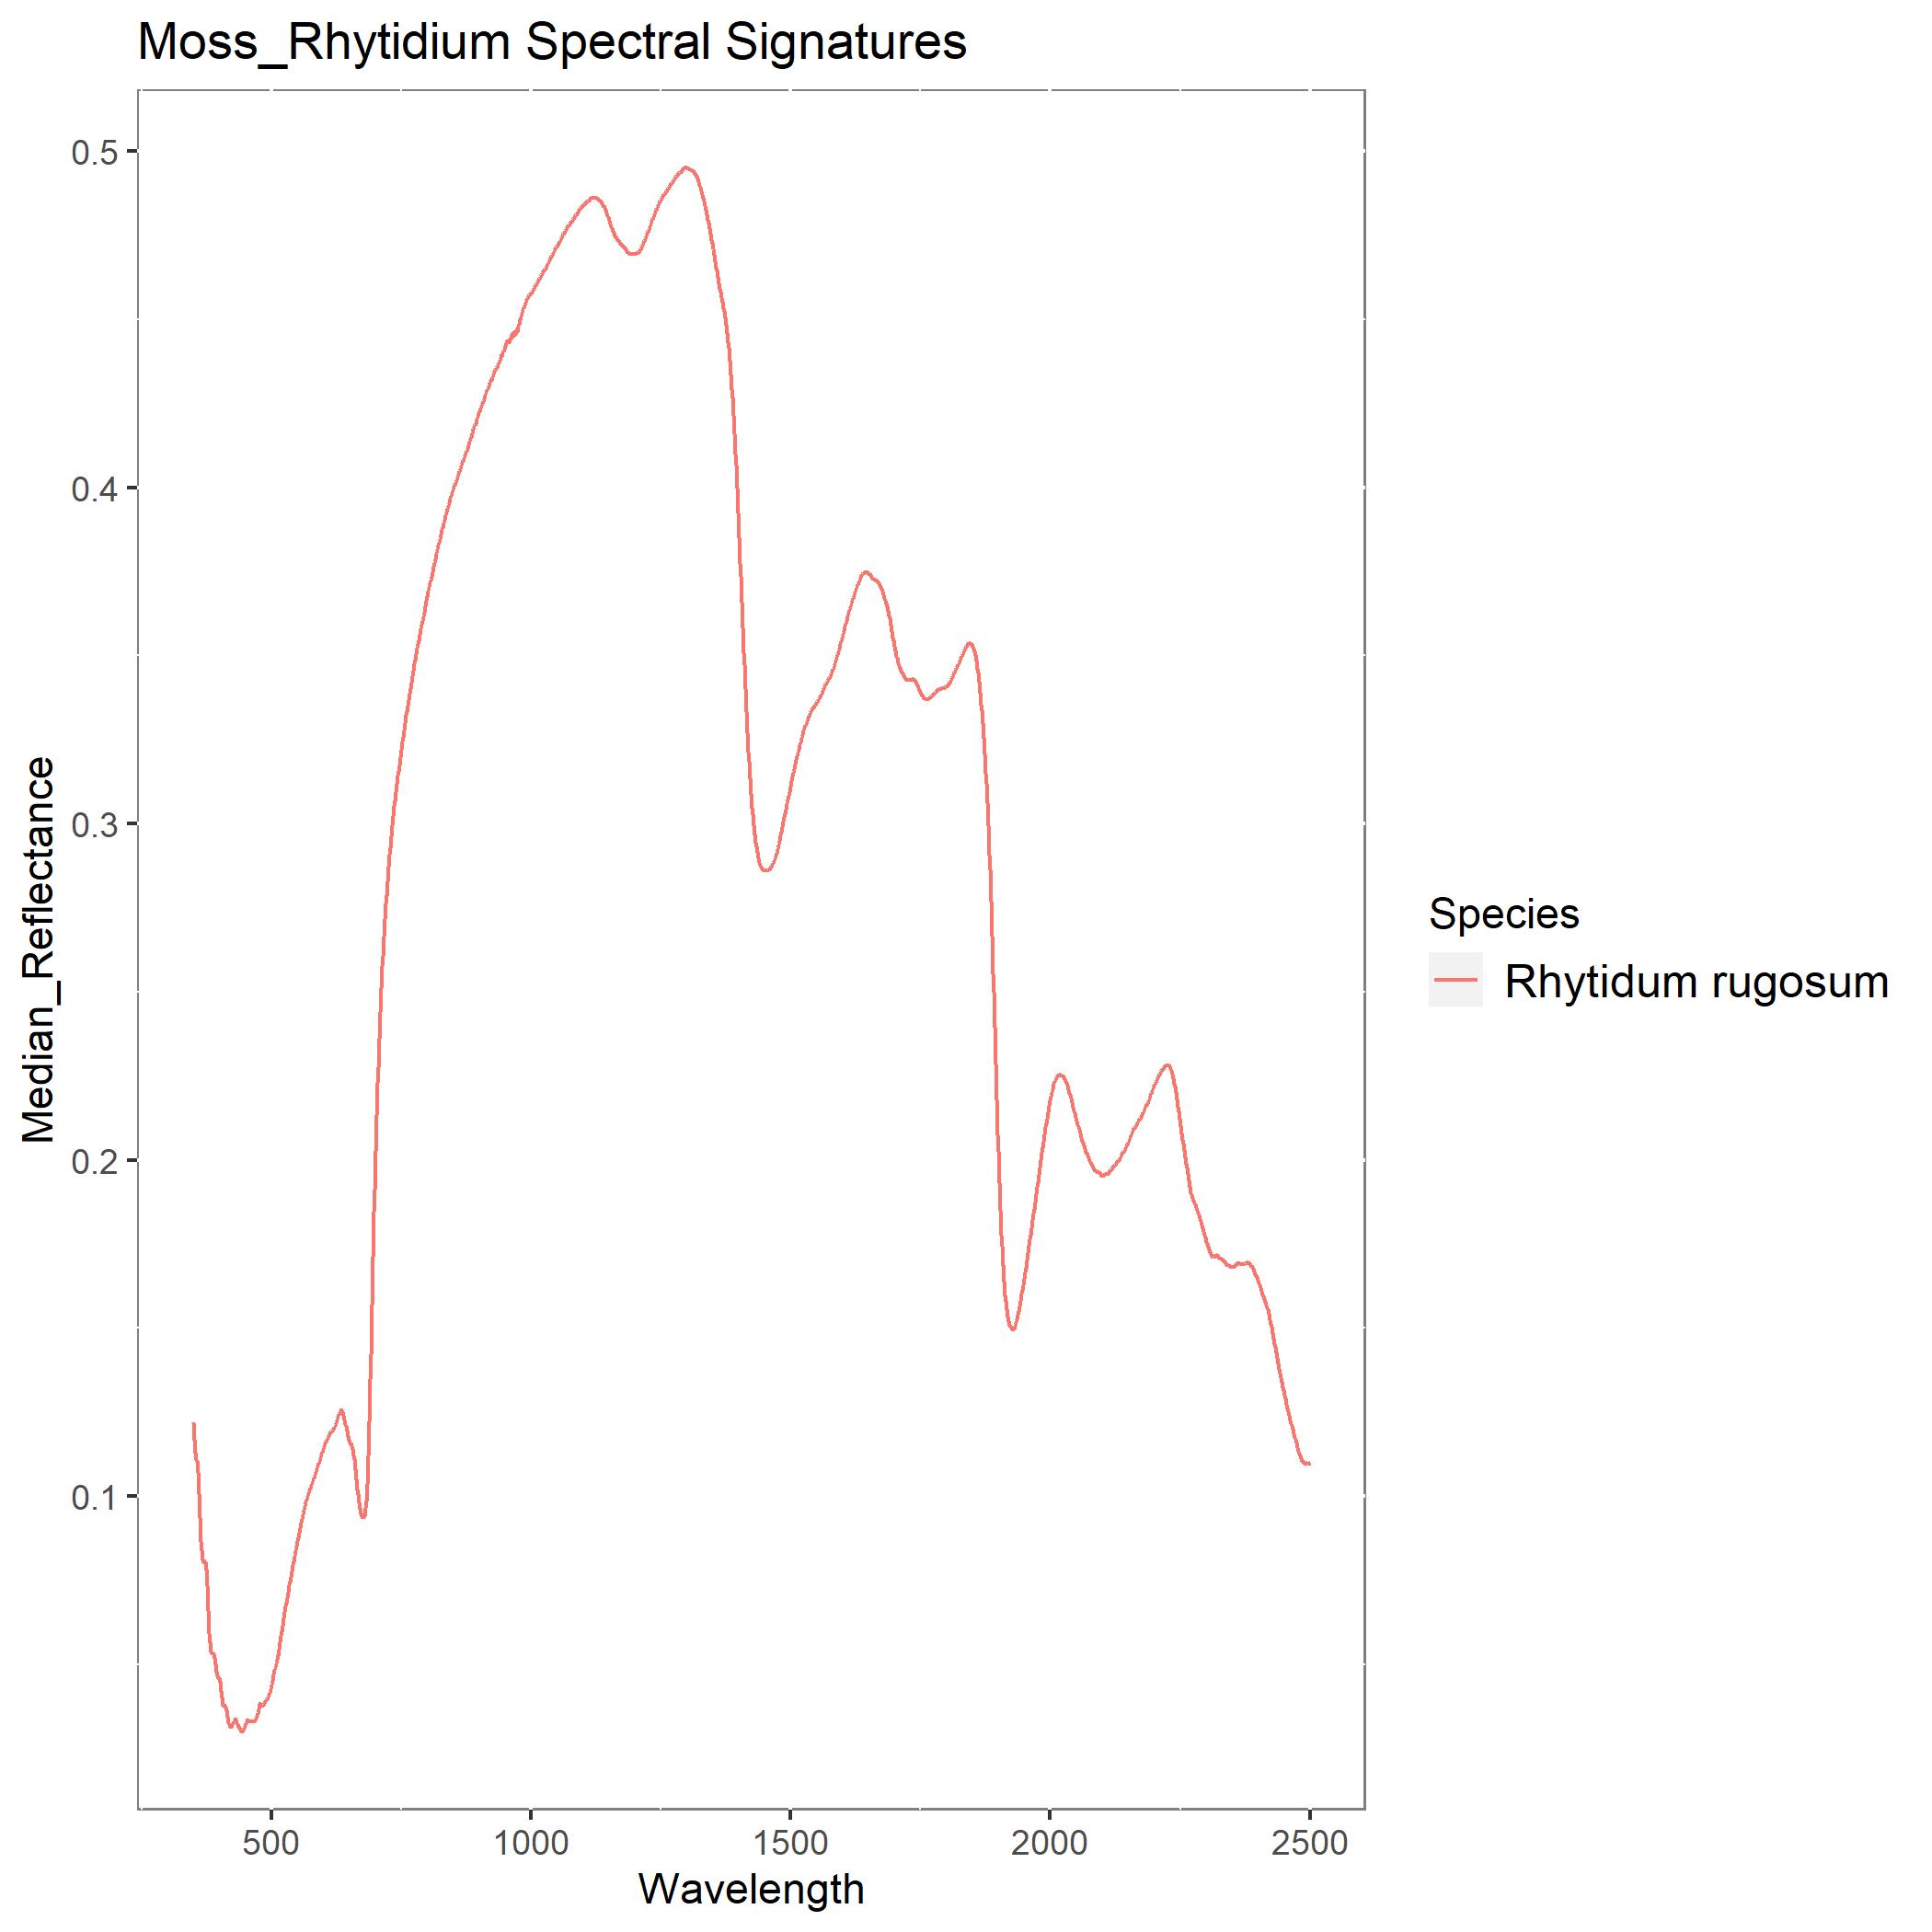 Moss_Rhytidium Spectral Signatures
0.5
0.4
0.3
0.2
0.1
Median_Reflectance
500 1000 1500 2000 2500
Wavelength
Species
Rhytidum rugosum